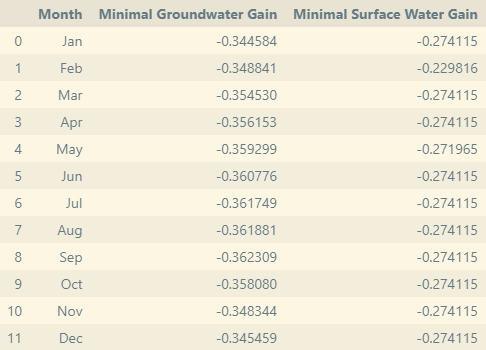 Month Minimal Groundwater Gain Minimal Surface Water Gain
0 Jan -0.344584 -0.274115
1 Feb -0.348841 -0.229816
2 Mar -0.354530 -0.274115
3 Apr -0.356153 -0.274115
4 May -0.359299 -0.271965
5 Jun -0.360776 -0.274115
6 Jul -0.361749 -0.274115
7 Aug -0.361881 -0.274115
8 Sep -0.362309 -0.274115
9 Oct -0.358080 -0.274115
10 Nov -0.348344 -0.274115
11 Dec -0.345459 -0.274115